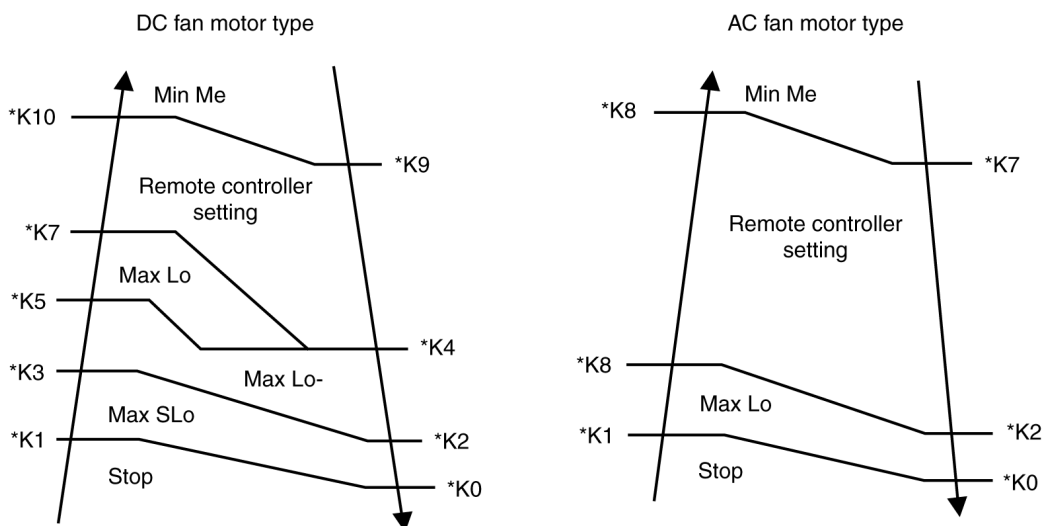 DC fan motor type
*K10
Min Me
*K9
Remote controller
setting
*K7
Max Lo
*K5
*K4
*K3
Max Lo-
Max SLo
*K1
*K2
Stop
*K0
AC fan motor type
*K8
Min Me
*K7
Remote controller
setting
*K8
Max Lo
*K1
*K2
Stop
*K0